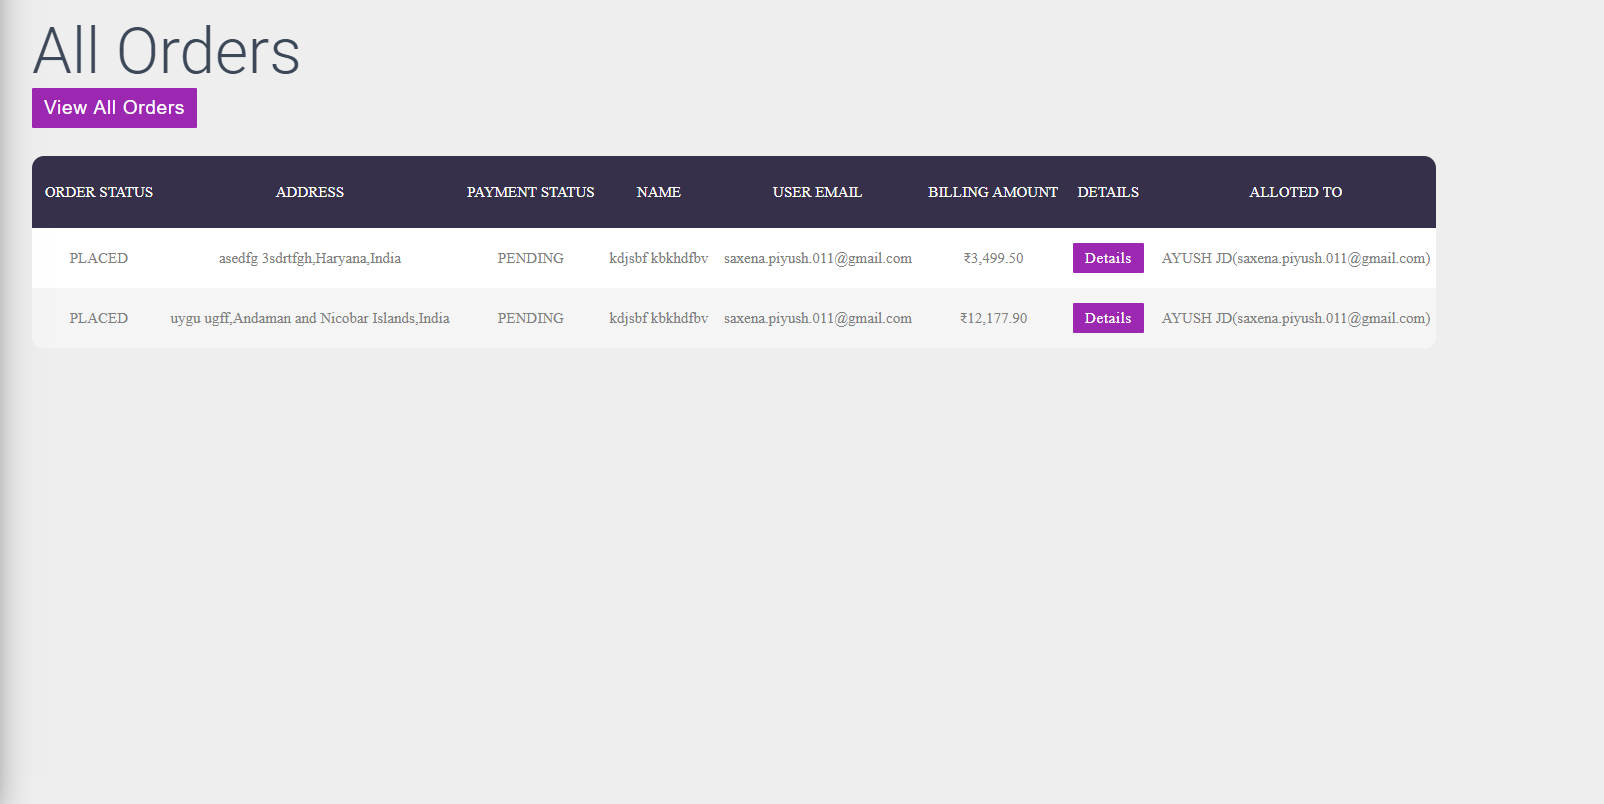 All Orders
View All Orders
ORDER STATUS ADDRESS PAYMENT STATUS NAME USER EMAIL BILLING AMOUNT DETAILS ALLOTED TO
PLACED asedfg 3sdrtfgh,Haryana,India PENDING kdjsbf kbkhdfbv saxena.piyush.011@gmail.com ₹3,499.50 Details AYUSH JD(saxena.piyush.011@gmail.com)
PLACED uygu ugff,Andaman and Nicobar Islands,India PENDING kdjsbf kbkhdfbv saxena.piyush.011@gmail.com ₹12,177.90 Details AYUSH JD(saxena.piyush.011@gmail.com)